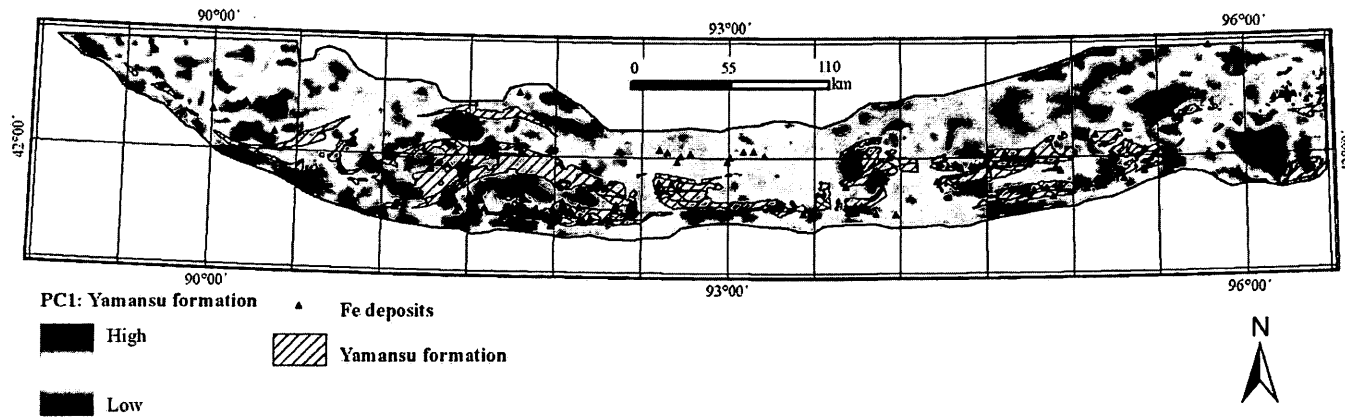 90°00′ 93°00′ 96°00′
0 55 110
km
42°00′
90°00′ 93°00′ 96°00′
PC1: Yamansu formation
Fe deposits
High
Yamansu formation
Low
N